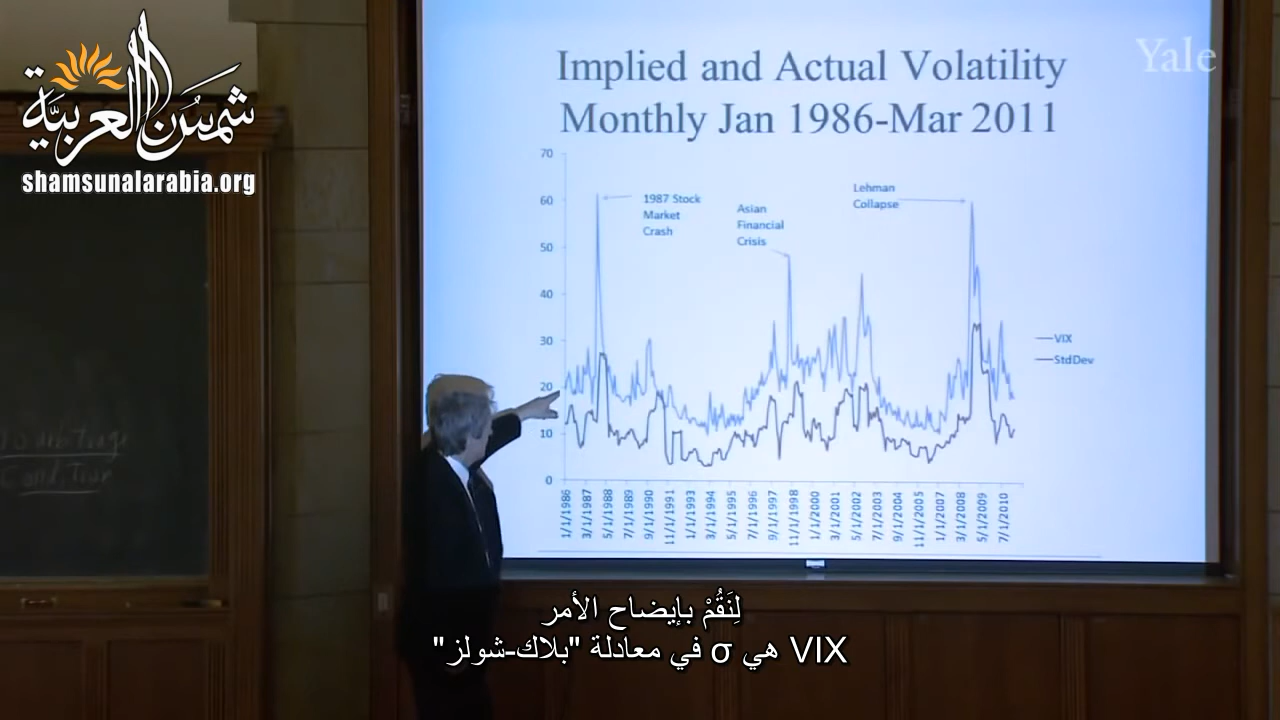 شمسُ العربيّة
shamsunalarabia.org
Yale
Implied and Actual Volatility
Monthly Jan 1986-Mar 2011
70
60
50
40
30
20
10
0
1987 Stock
Market
Crash
Asian
Financial
Crisis
Lehman
Collapse
VIX
StdDev
1/1/1986
3/1/1987
5/1/1988
7/1/1989
9/1/1990
11/1/1991
1/1/1993
3/1/1994
5/1/1995
7/1/1996
9/1/1997
11/1/1998
1/1/2000
3/1/2001
5/1/2002
7/1/2003
9/1/2004
11/1/2005
1/1/2007
3/1/2008
5/1/2009
7/1/2010
لِنَقُمْ بإيضاح الأمر
VIX هي σ في معادلة "بلاك-شولز"